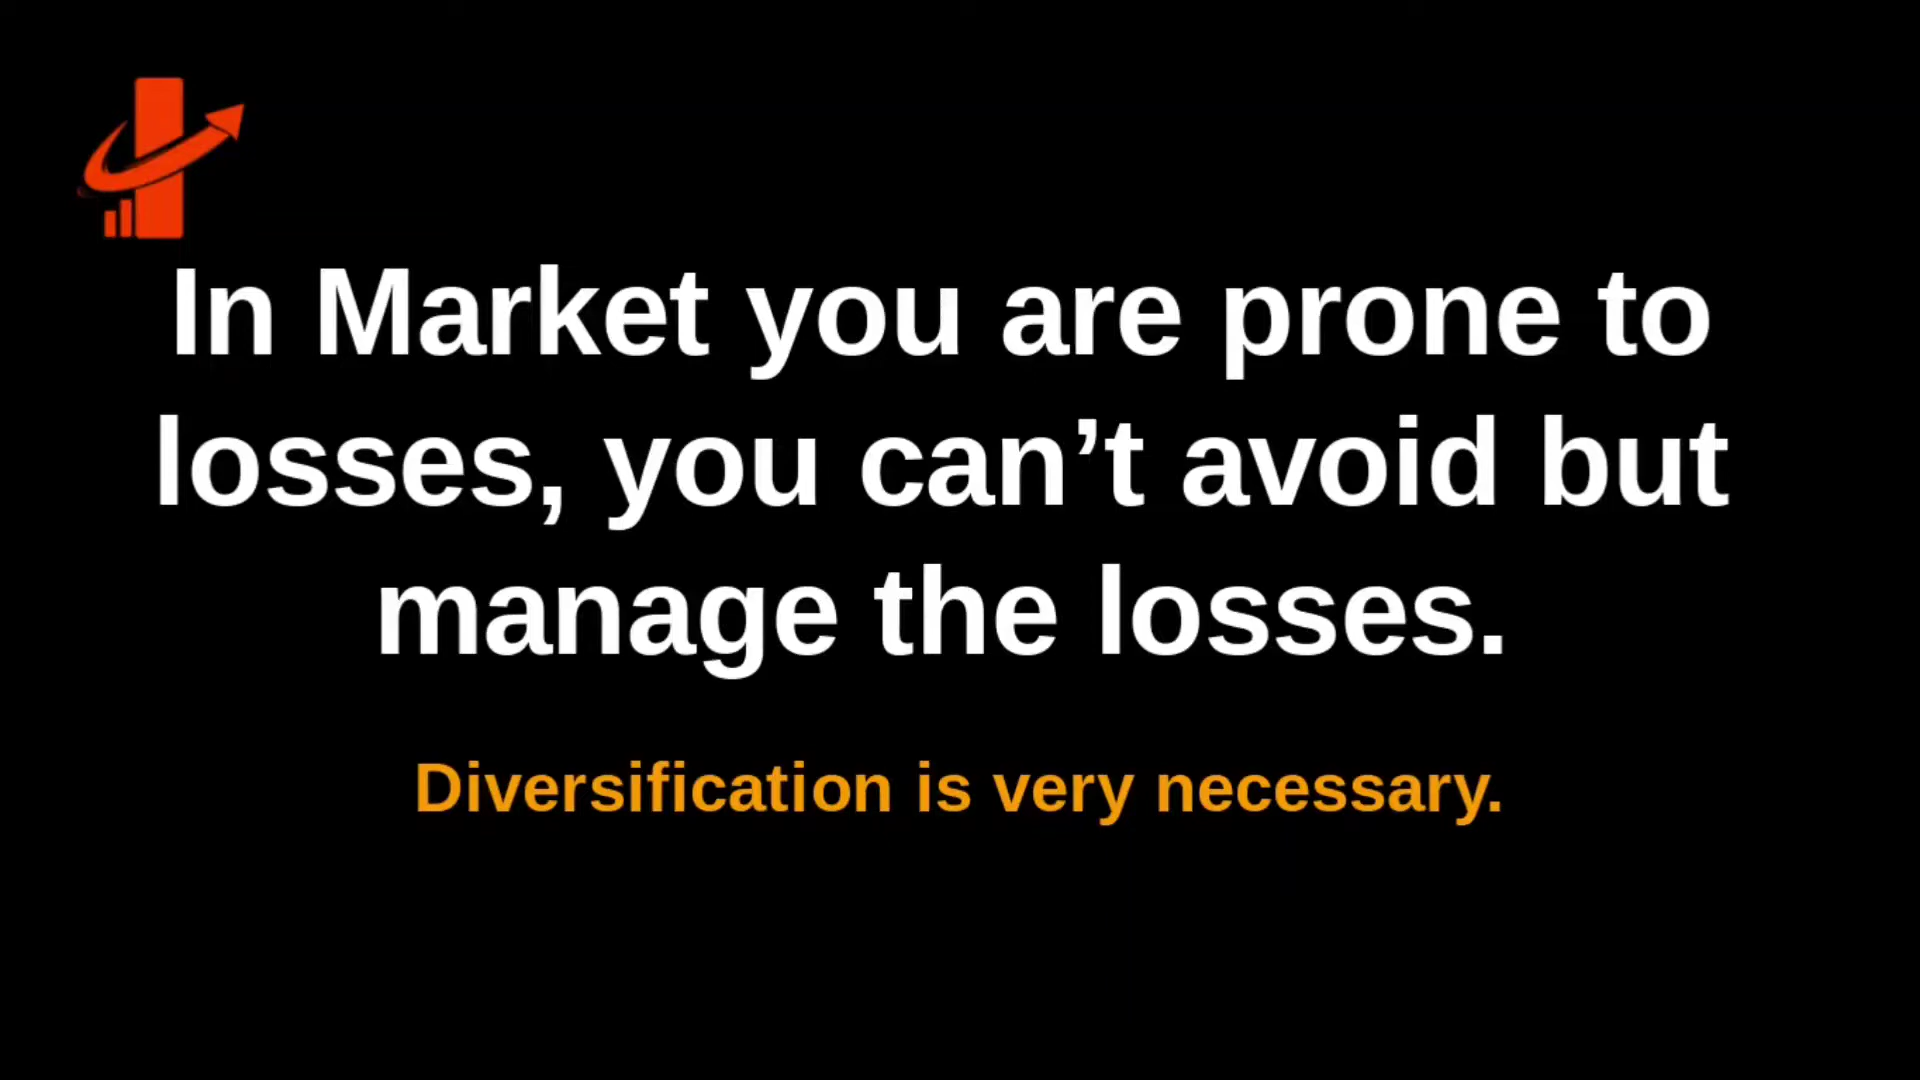 In Market you are prone to
losses, you can’t avoid but
manage the losses.
Diversification is very necessary.